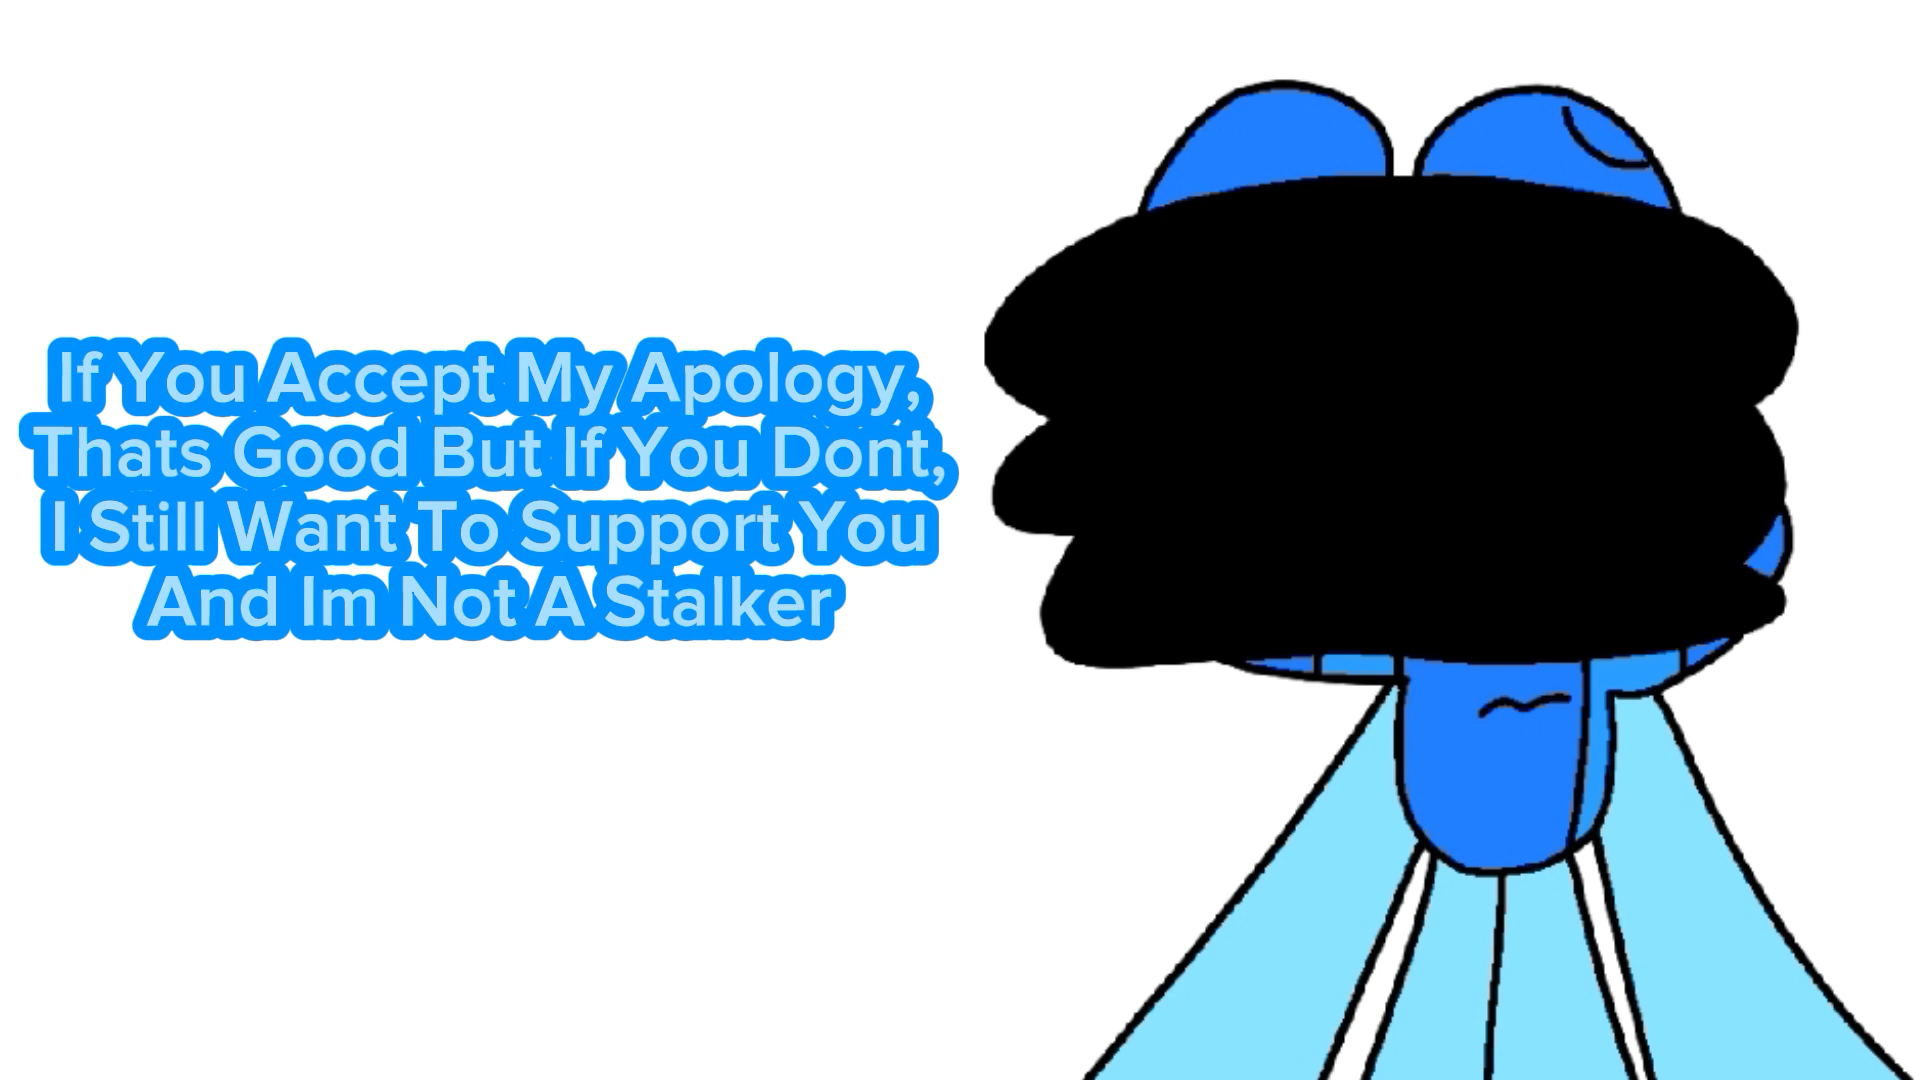 If You Accept My Apology,
Thats Good But If You Dont,
I Still Want To Support You
And Im Not A Stalker